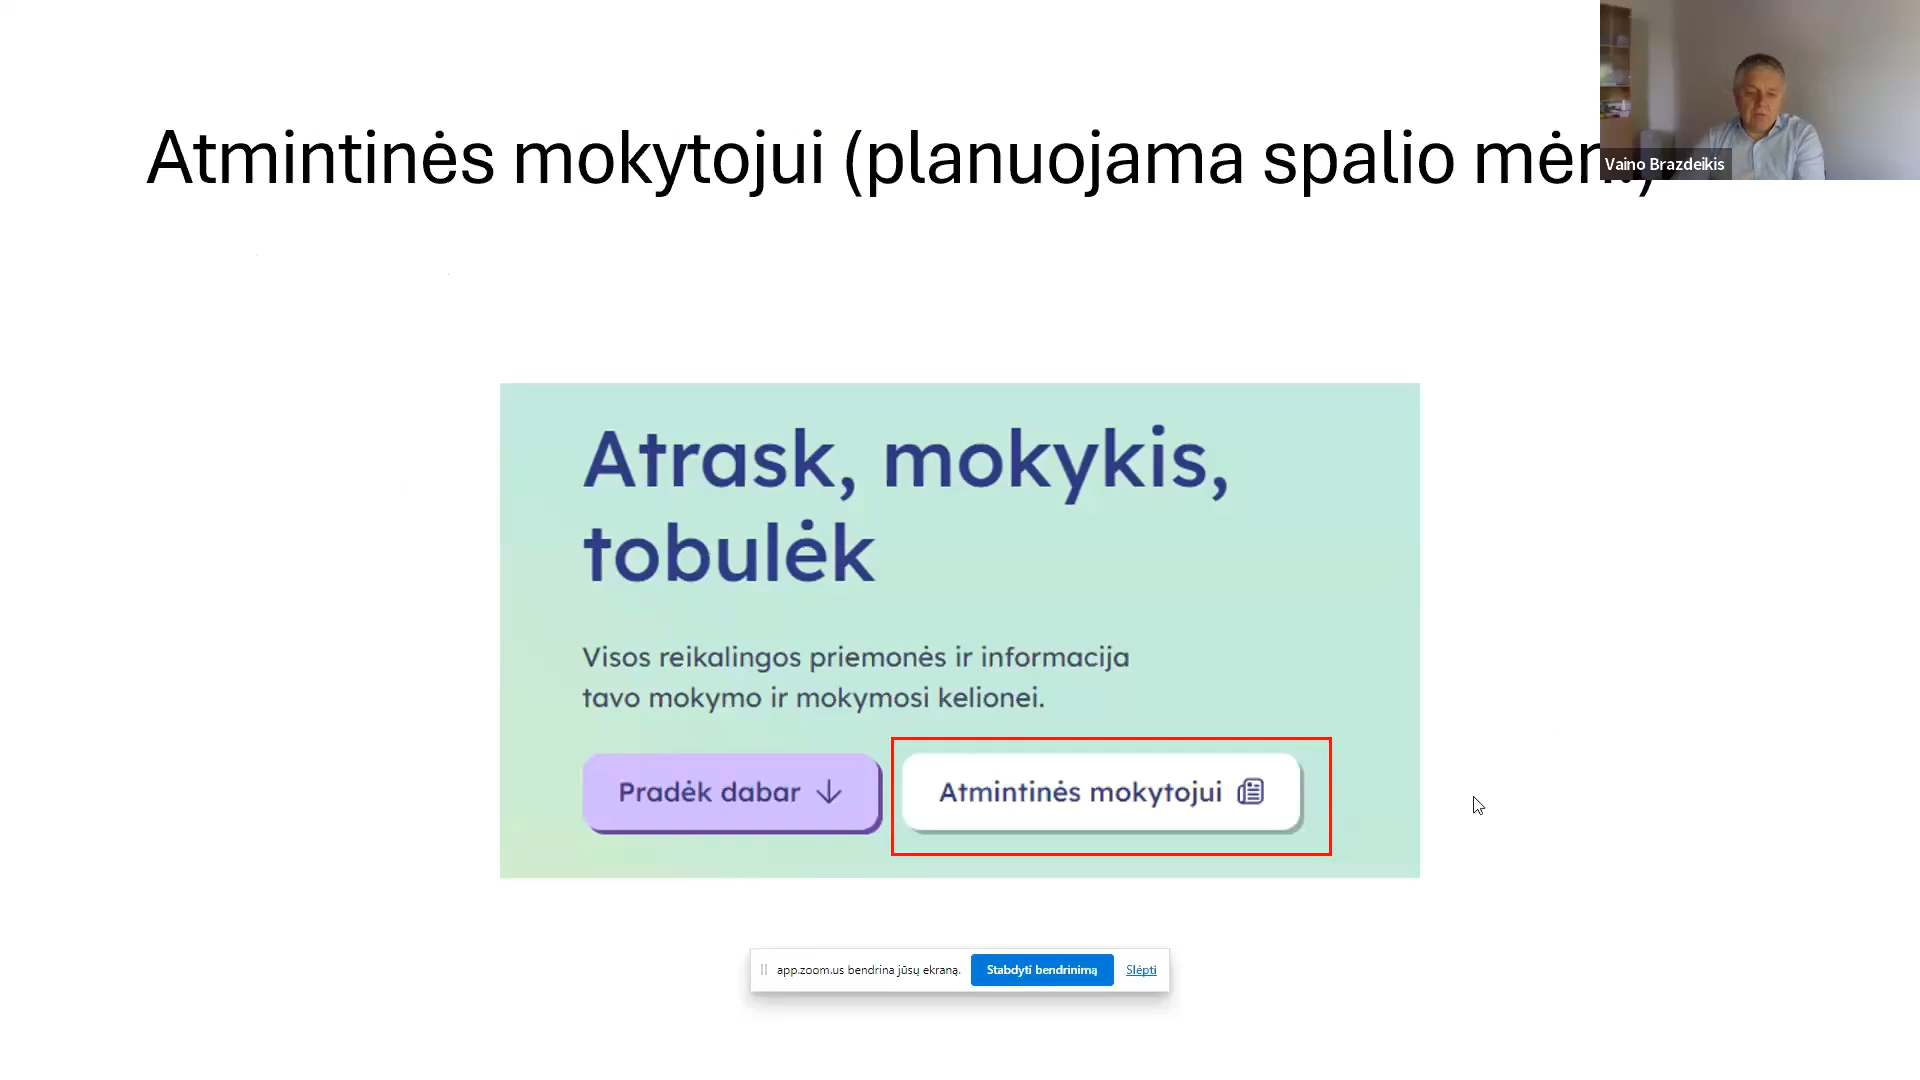 Atmintinės mokytojui (planuojama spalio mėn.)
Vaino Brazdeikis
Atrask, mokykis,
tobulėk
Visos reikalingos priemonės ir informacija
tavo mokymo ir mokymosi kelionei.
Pradėk dabar
Atmintinės mokytojui
app.zoom.us bendrina jūsų ekraną.
Stabdyti bendrinimą
Slėpti